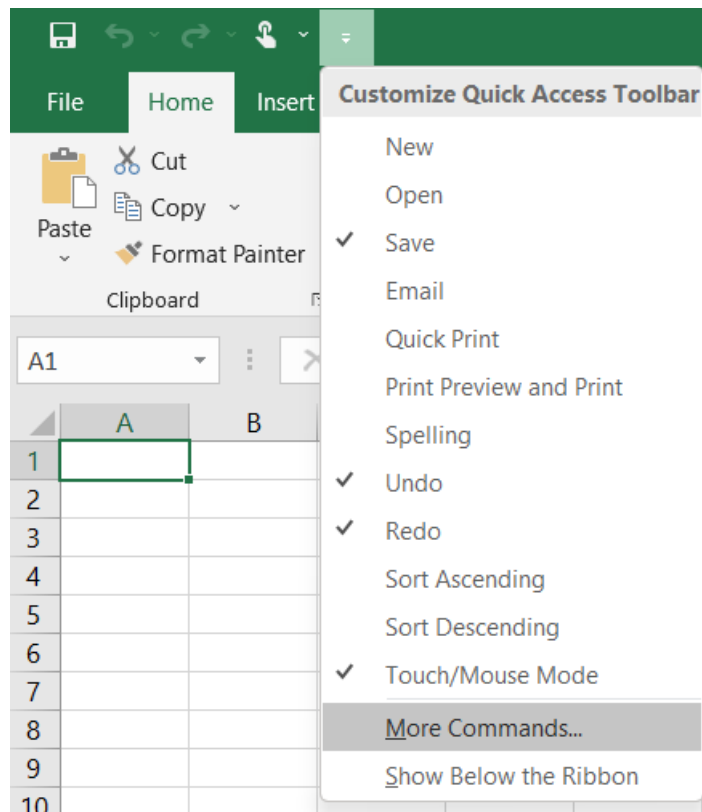 File Home Insert
Customize Quick Access Toolbar
New
Open
Save
Email
Quick Print
Print Preview and Print
Spelling
Undo
Redo
Sort Ascending
Sort Descending
Touch/Mouse Mode
More Commands...
Show Below the Ribbon
Cut
Copy
Paste
Format Painter
Clipboard
A1
A B
1
2
3
4
5
6
7
8
9
10